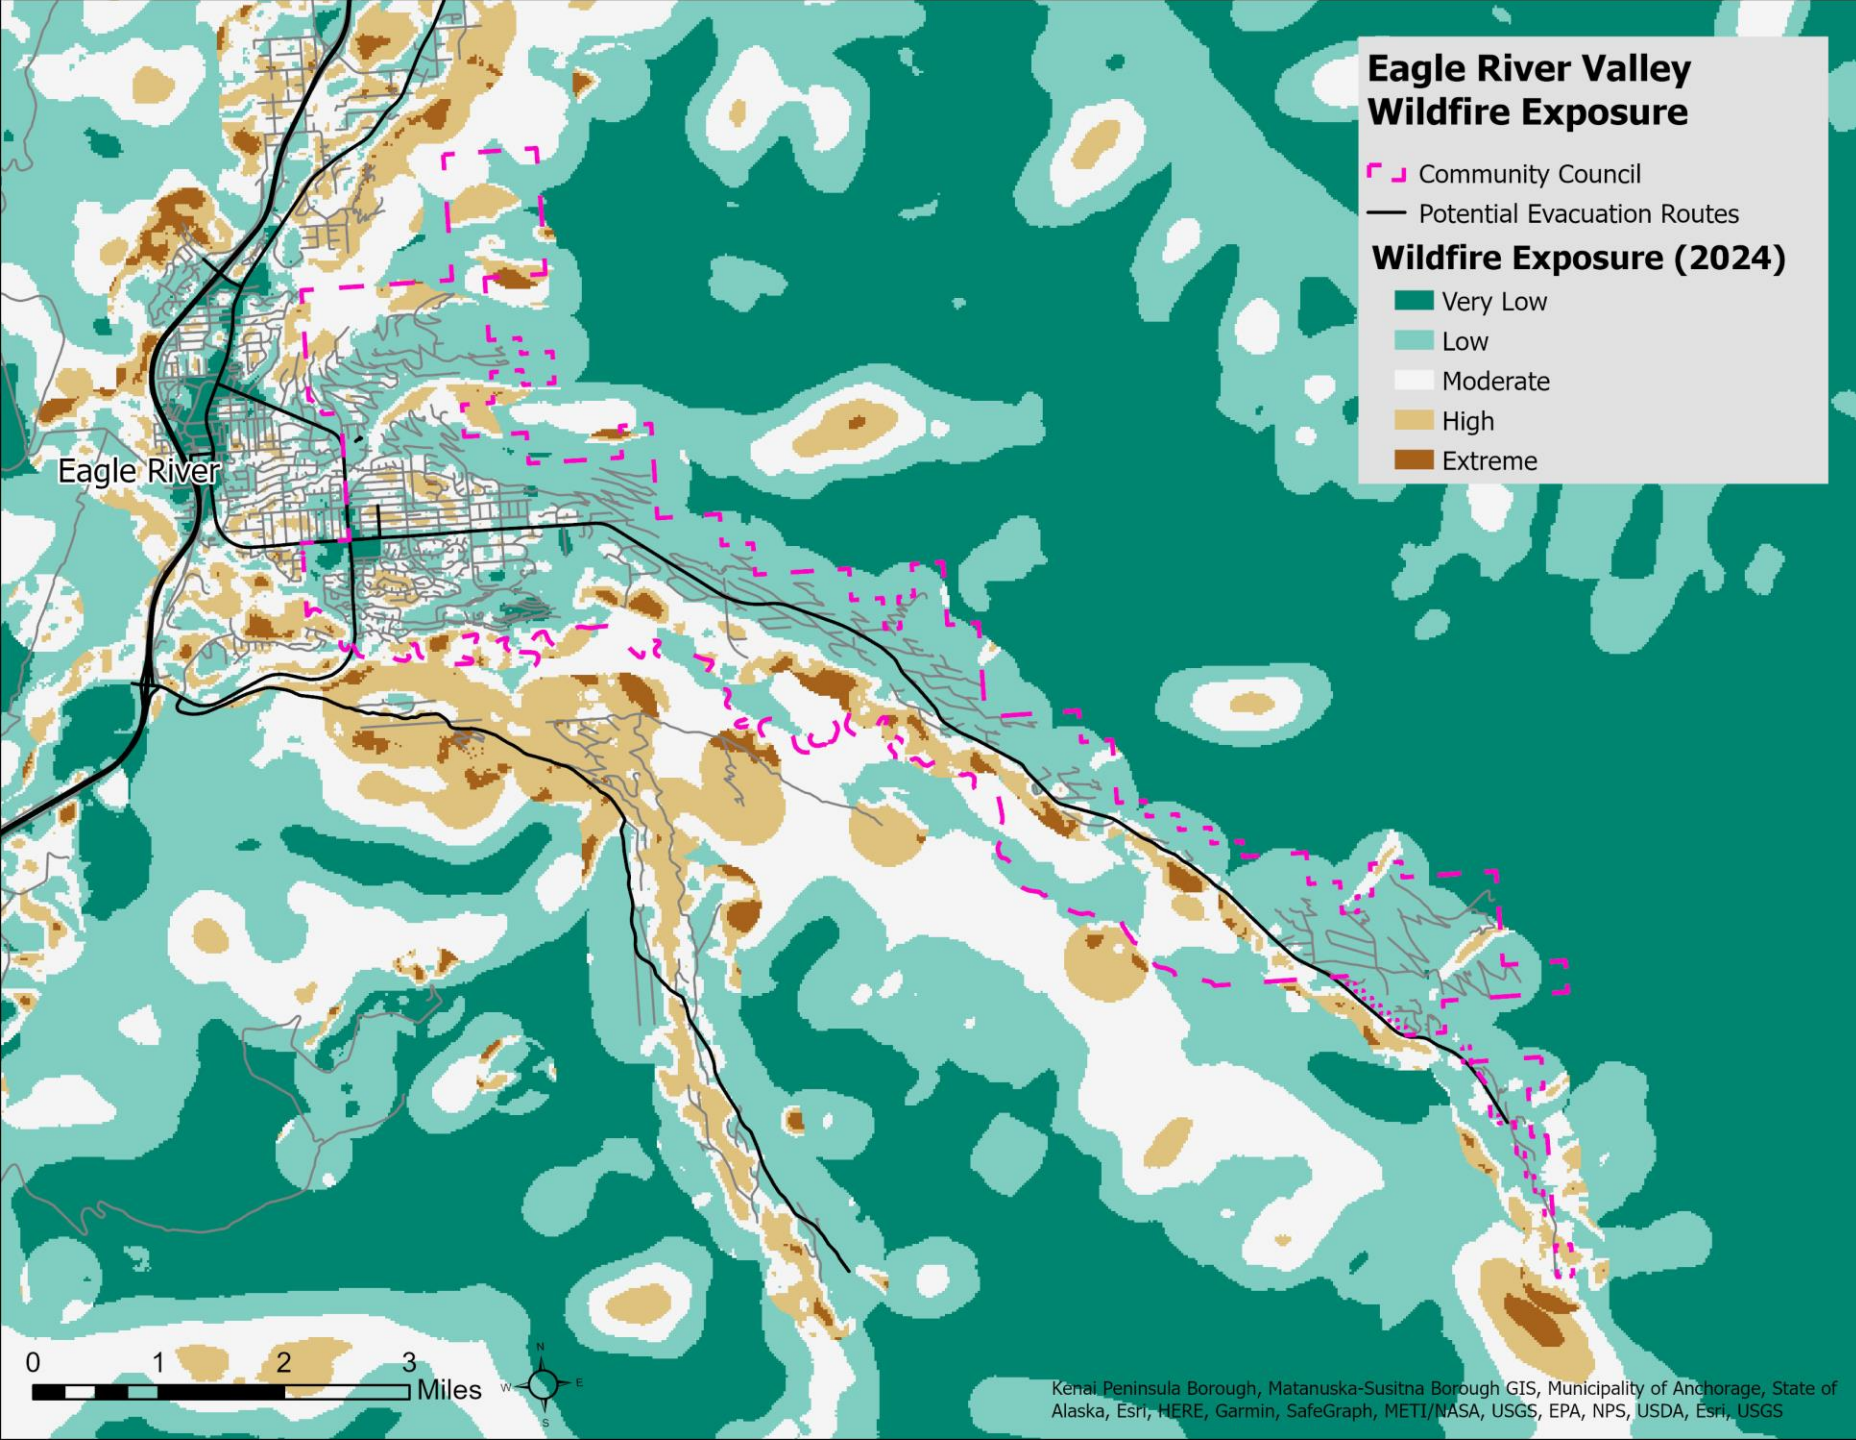 Eagle River Valley
Wildfire Exposure
Community Council
Potential Evacuation Routes
Wildfire Exposure (2024)
Very Low
Low
Moderate
High
Extreme
Eagle River
0 1 2 3
Miles
N
W E
S
Kenai Peninsula Borough, Matanuska-Susitna Borough GIS, Municipality of Anchorage, State of
Alaska, Esri, HERE, Garmin, SafeGraph, METI/NASA, USGS, EPA, NPS, USDA, Esri, USGS